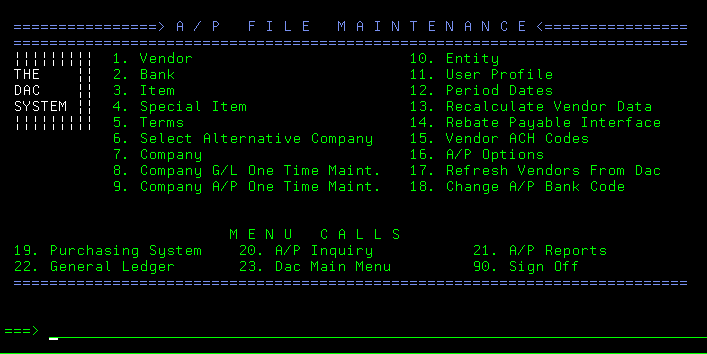 ================> A / P   F I L E   M A I N T E N A N C E <================
===========================================================================
¦¦¦¦¦¦¦¦¦ 1. Vendor 10. Entity
THE ¦¦ 2. Bank 11. User Profile
DAC ¦¦ 3. Item 12. Period Dates
SYSTEM ¦¦ 4. Special Item 13. Recalculate Vendor Data
¦¦¦¦¦¦¦¦¦ 5. Terms 14. Rebate Payable Interface
6. Select Alternative Company 15. Vendor ACH Codes
7. Company 16. A/P Options
8. Company G/L One Time Maint. 17. Refresh Vendors From Dac
9. Company A/P One Time Maint. 18. Change A/P Bank Code
M E N U   C A L L S
19. Purchasing System 20. A/P Inquiry 21. A/P Reports
22. General Ledger 23. Dac Main Menu 90. Sign Off
===========================================================================
===> _